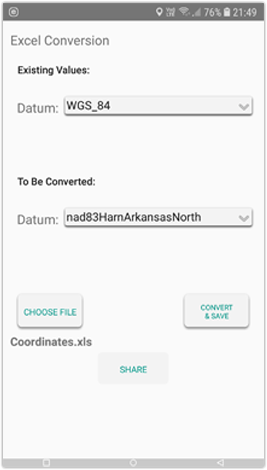 76% 21:49
Excel Conversion
Existing Values:
Datum: WGS_84
To Be Converted:
Datum: nad83HarnArkansasNorth
CHOOSE FILE
CONVERT
& SAVE
Coordinates.xls
SHARE